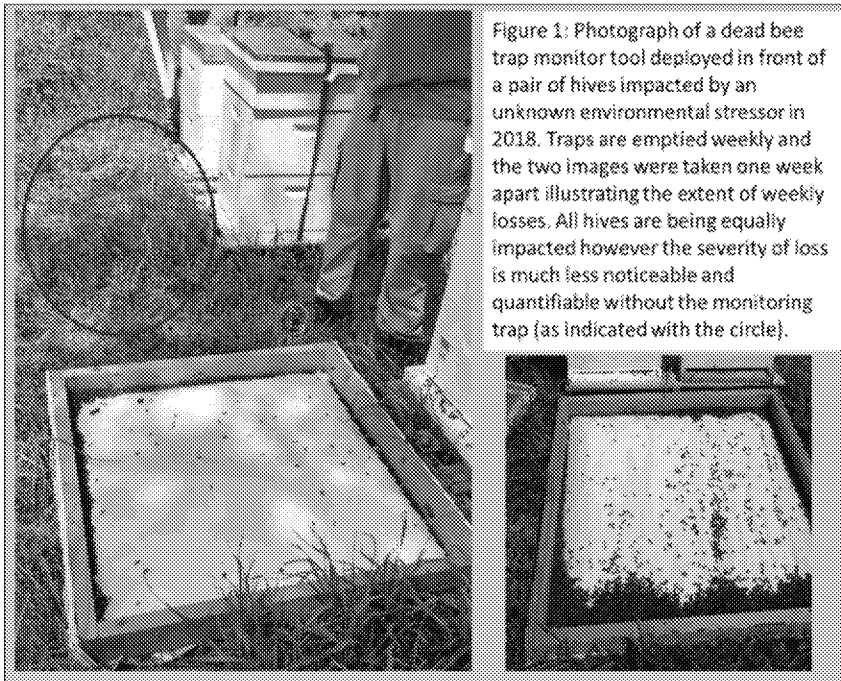 Figure 1: Photograph of a dead bee
trap monitor tool deployed in front of
a pair of hives impacted by an
unknown environmental stressor in
2018. Traps are emptied weekly and
the two images were taken one week
apart illustrating the extent of weekly
losses. All hives are being equally
impacted however the severity of loss
is much less noticeable and
quantifiable without the monitoring
trap (as indicated with the circle).